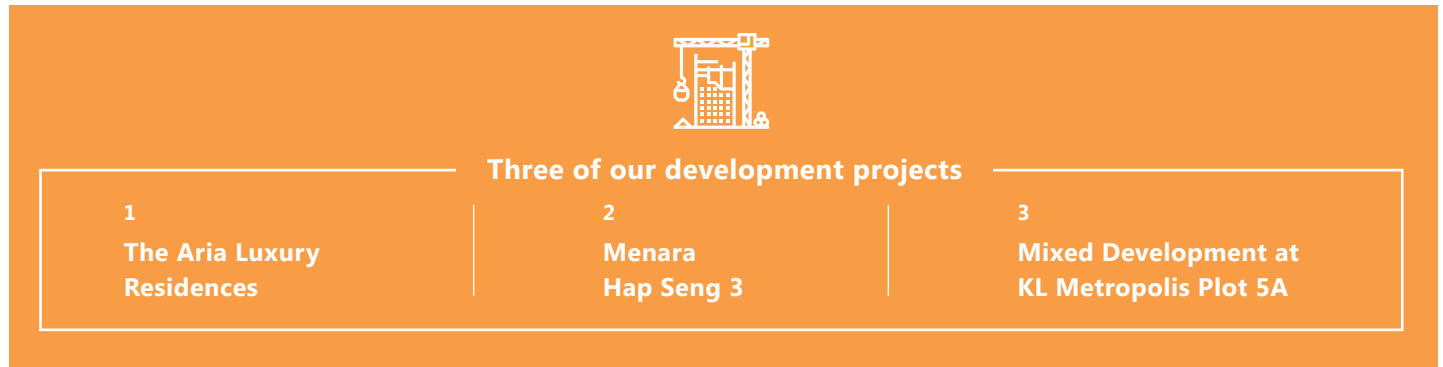 Three of our development projects
1
The Aria Luxury
Residences
2
Menara
Hap Seng 3
3
Mixed Development at
KL Metropolis Plot 5A